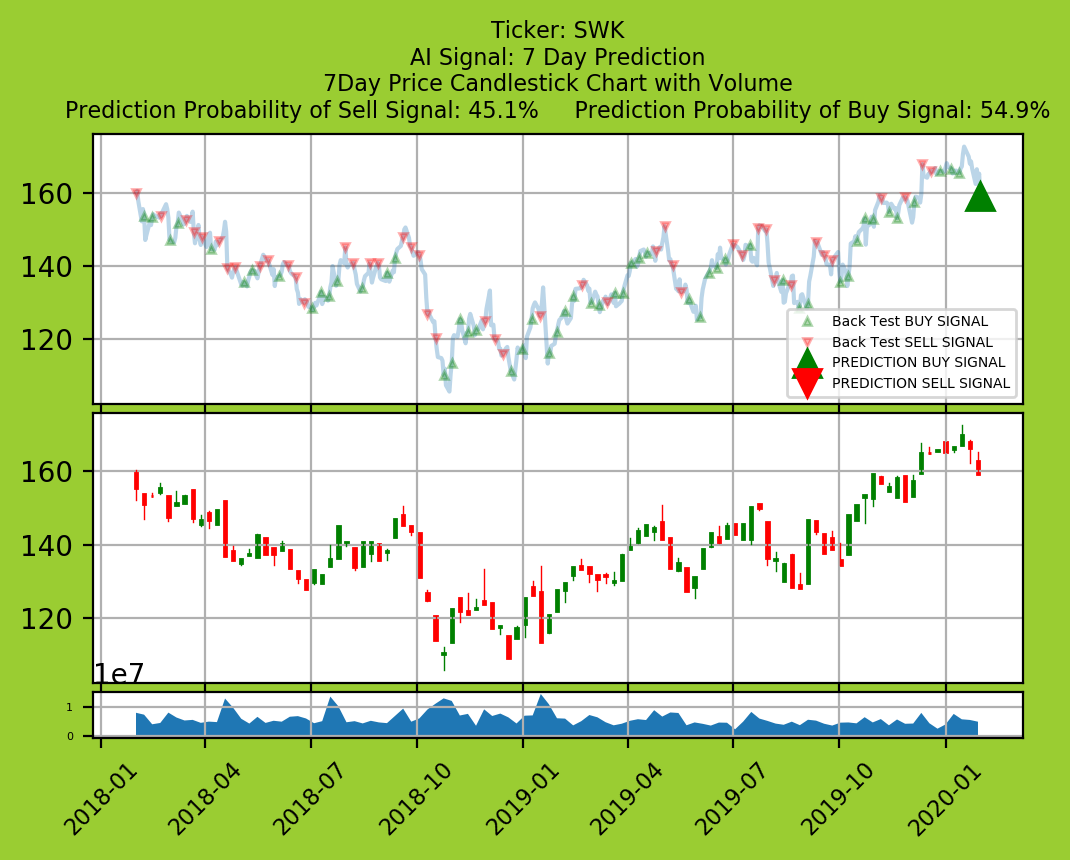 Ticker: SWK
AI Signal: 7 Day Prediction
7Day Price Candlestick Chart with Volume
Prediction Probability of Sell Signal: 45.1%     Prediction Probability of Buy Signal: 54.9%
160
140
120
Back Test BUY SIGNAL
Back Test SELL SIGNAL
PREDICTION BUY SIGNAL
PREDICTION SELL SIGNAL
160
140
120
1e7
1
0
2018-01 2018-04 2018-07 2018-10 2019-01 2019-04 2019-07 2019-10 2020-01